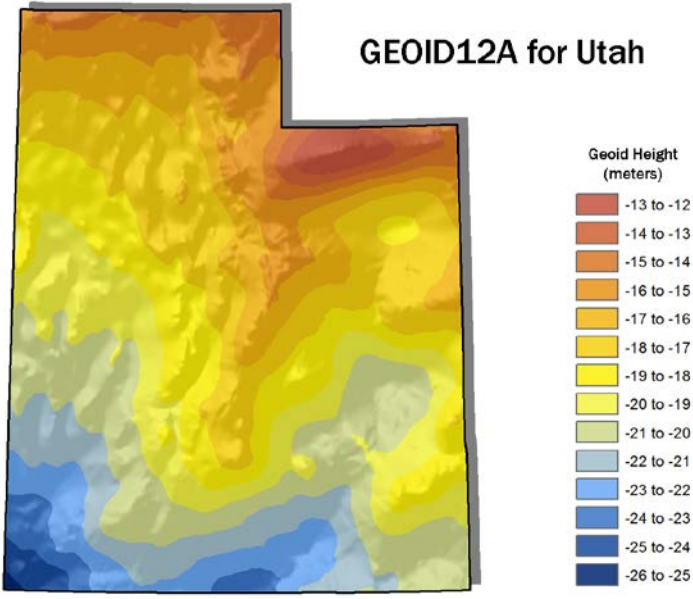 GEOID12A for Utah
Geoid Height
(meters)
-13 to -12
-14 to -13
-15 to -14
-16 to -15
-17 to -16
-18 to -17
-19 to -18
-20 to -19
-21 to -20
-22 to -21
-23 to -22
-24 to -23
-25 to -24
-26 to -25